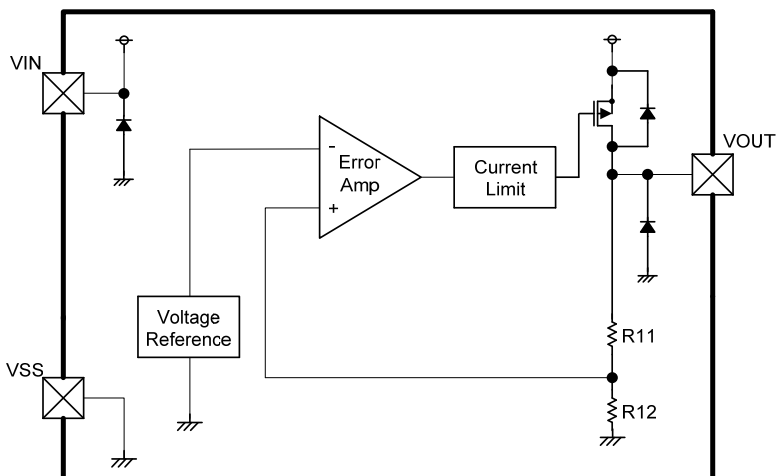 VIN
VOUT
-
Error
Amp
+
Current
Limit
Voltage
Reference
R11
VSS
R12